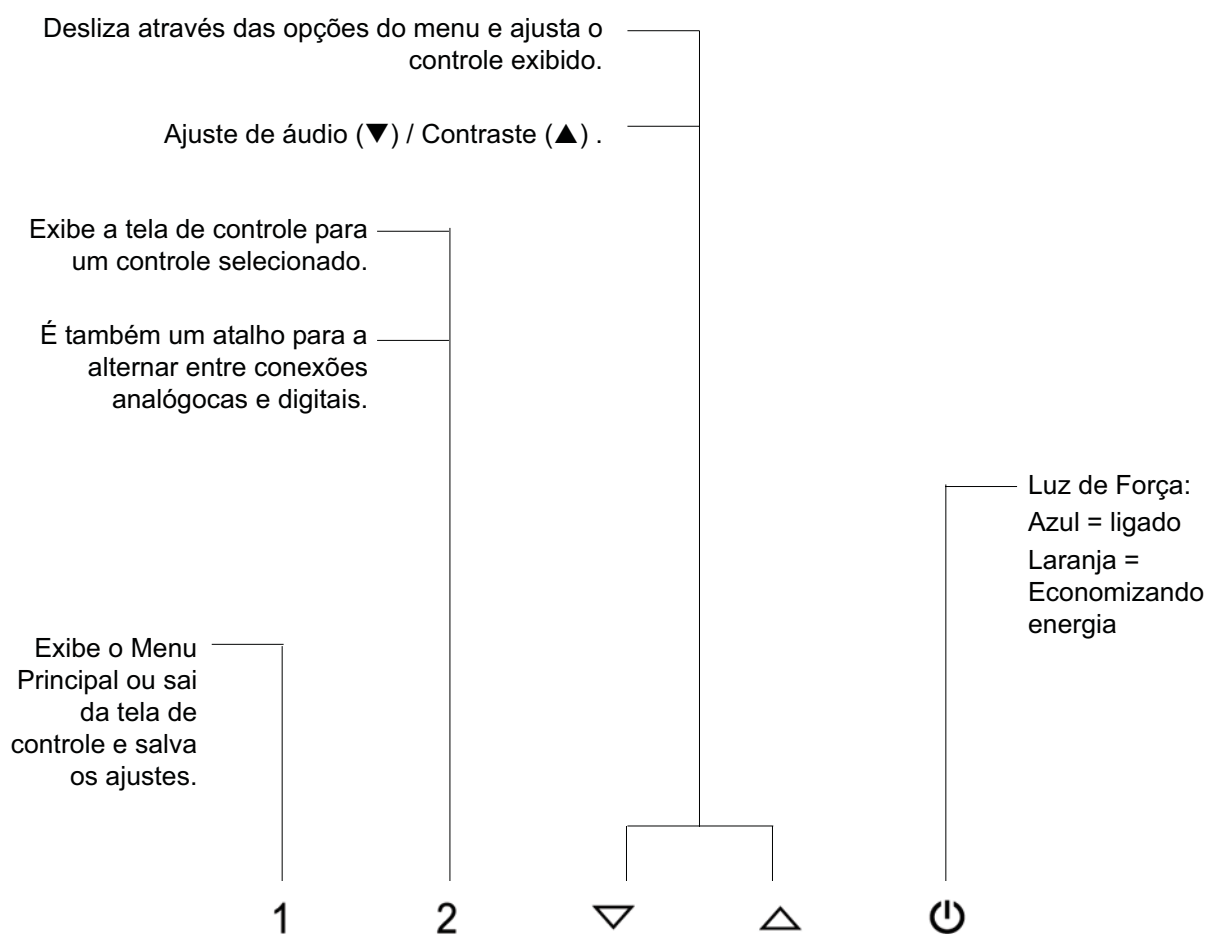 Desliza através das opções do menu e ajusta o
controle exibido.
Ajuste de áudio (▼) / Contraste (▲) .
Exibe a tela de controle para
um controle selecionado.
É também um atalho para a
alternar entre conexões
analógocas e digitais.
Luz de Força:
Azul = ligado
Laranja =
Economizando
energia
Exibe o Menu
Principal ou sai
da tela de
controle e salva
os ajustes.
1 2